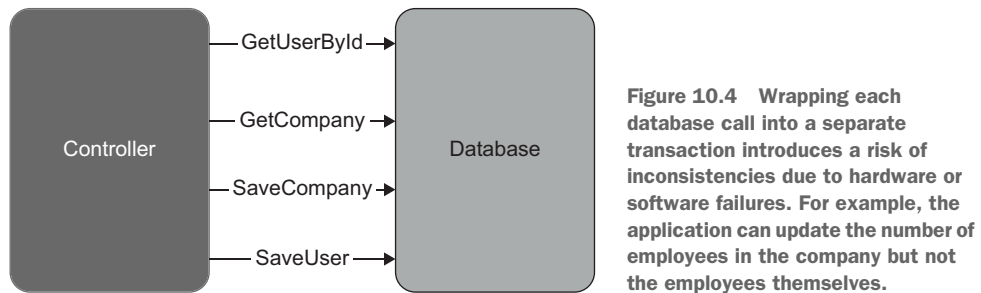 GetUserById
GetCompany
Controller
Database
SaveCompany
SaveUser
Figure 10.4 Wrapping each
database call into a separate
transaction introduces a risk of
inconsistencies due to hardware or
software failures. For example, the
application can update the number of
employees in the company but not
the employees themselves.